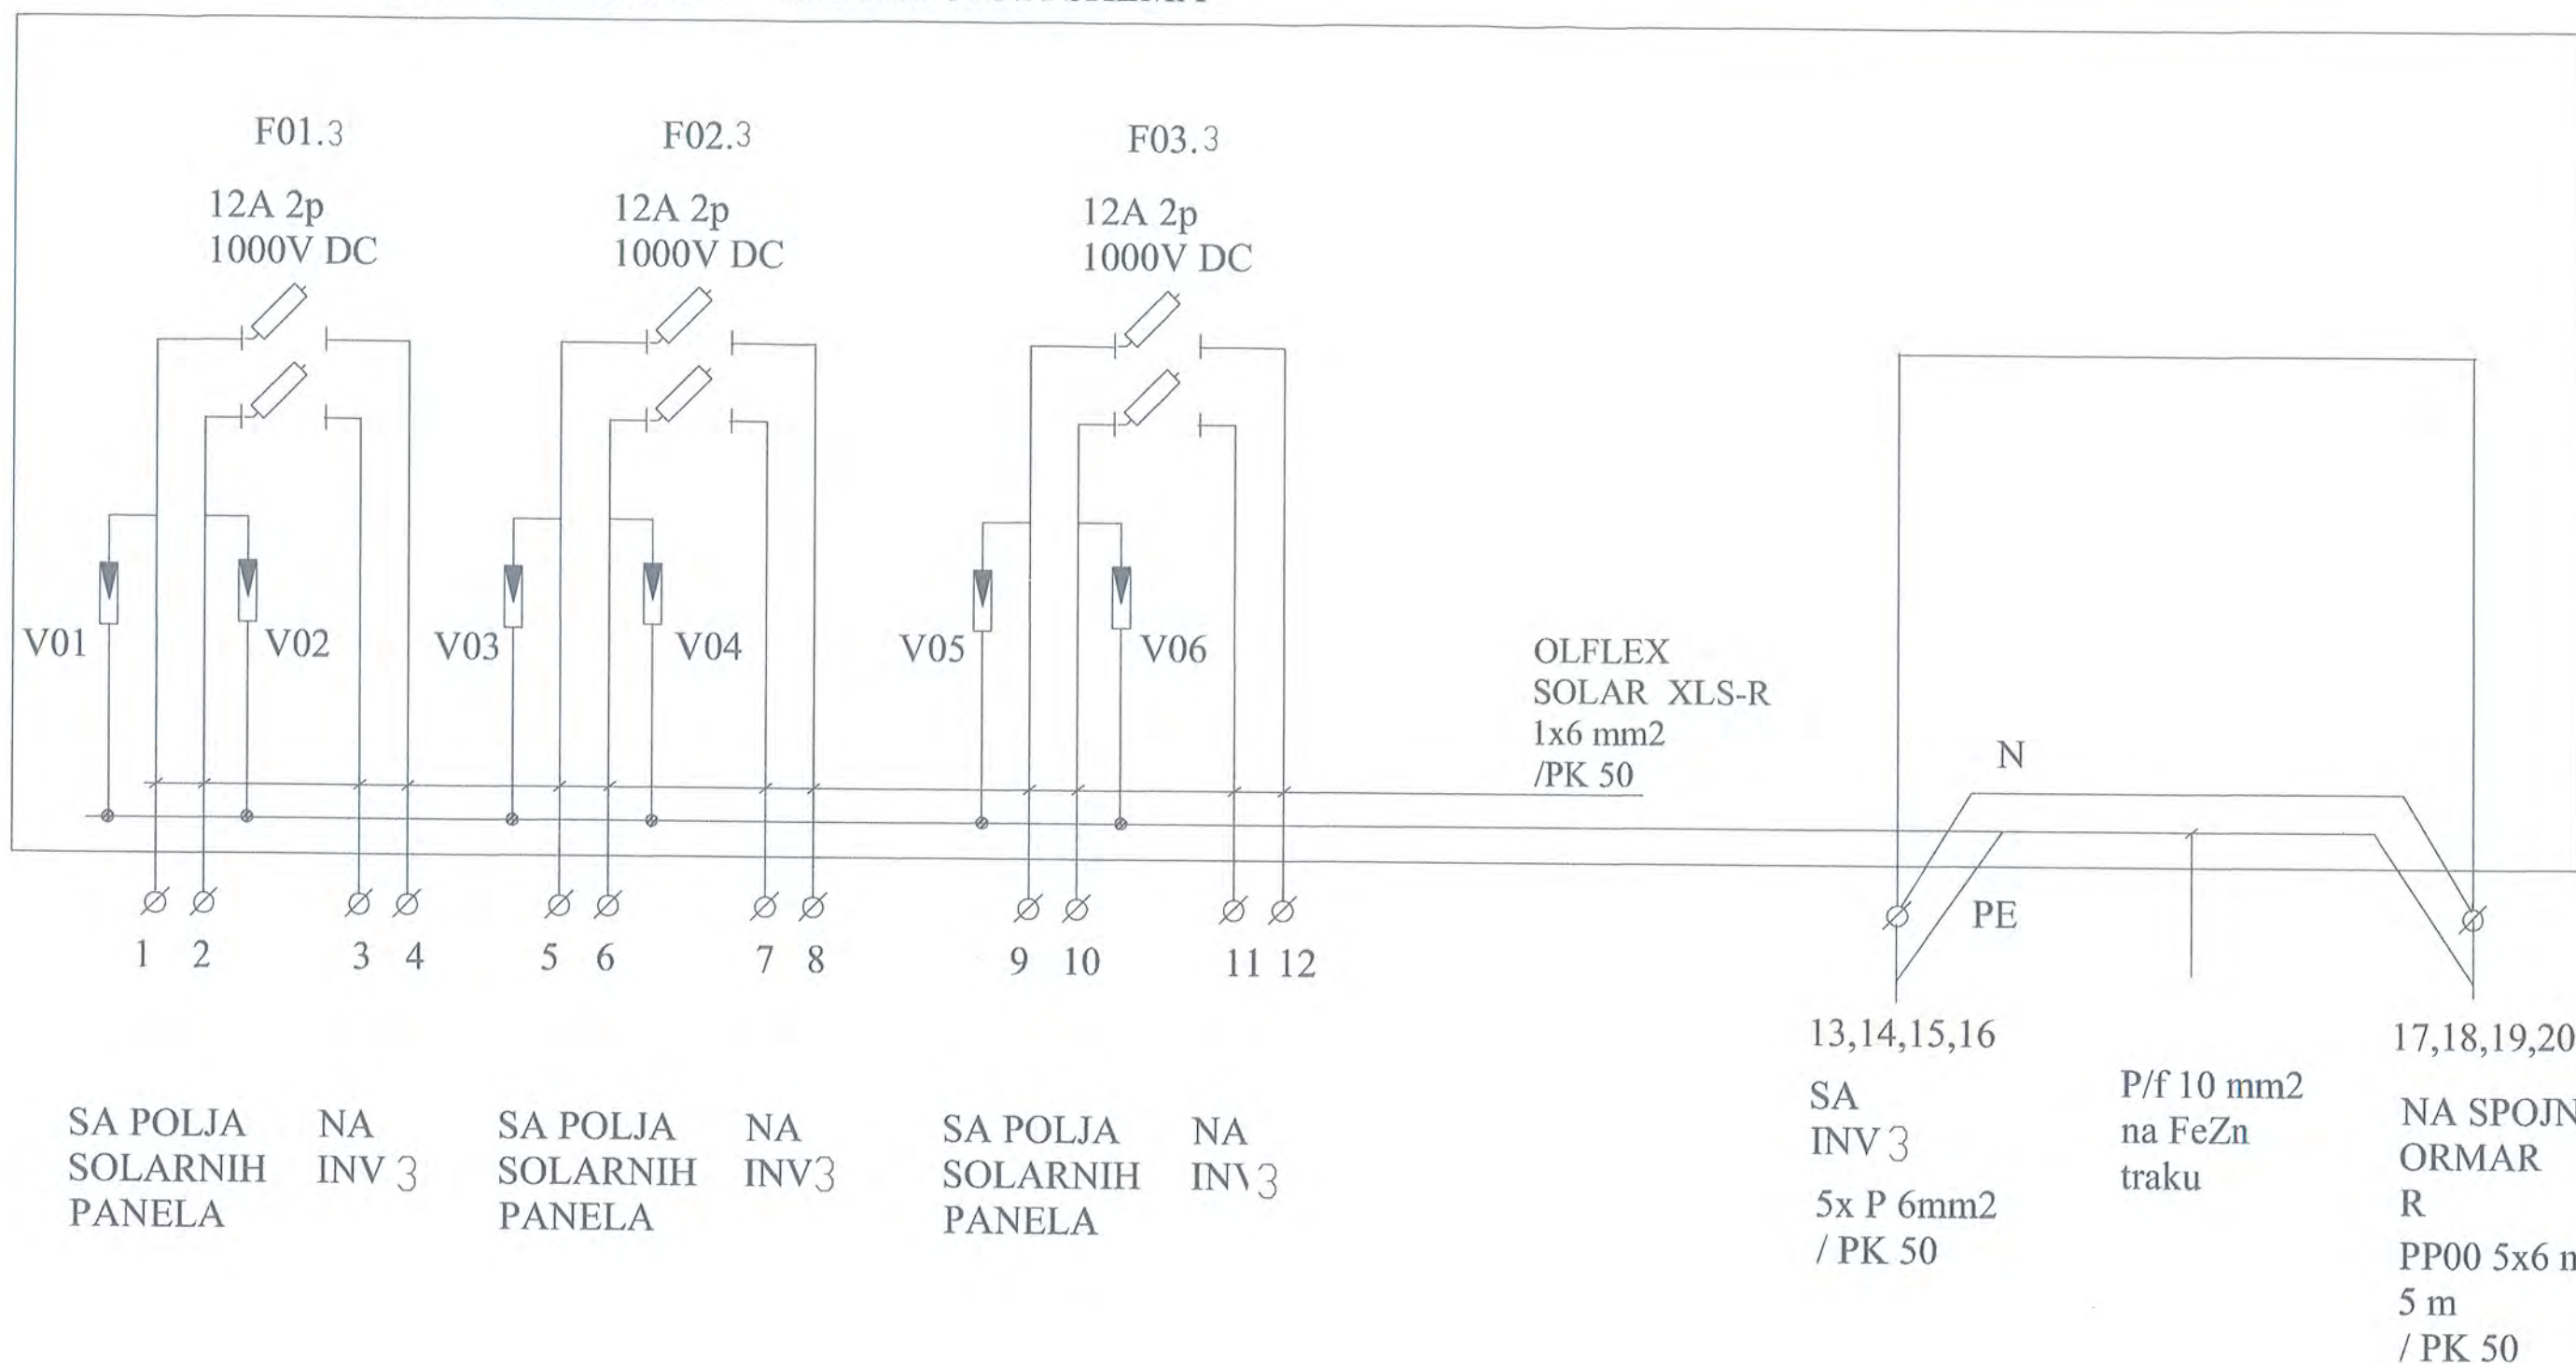 F01.3
12A 2p
1000V DC
F02.3
12A 2p
1000V DC
F03.3
12A 2p
1000V DC
V01
V02
V03
V04
V05
V06
OLFLEX
SOLAR XLS-R
1x6 mm2
/PK 50
N
PE
1 2 3 4 5 6 7 8 9 10 11 12
13,14,15,16
17,18,19,20
SA POLJA
SOLARNIH
PANELA
NA
INV 3
SA POLJA
SOLARNIH
PANELA
NA
INV3
SA POLJA
SOLARNIH
PANELA
NA
INV3
SA
INV 3
5x P 6mm2
/ PK 50
P/f 10 mm2
na FeZn
traku
NA
ORMAR
R
PP00 5x6
5 m
/ PK 50